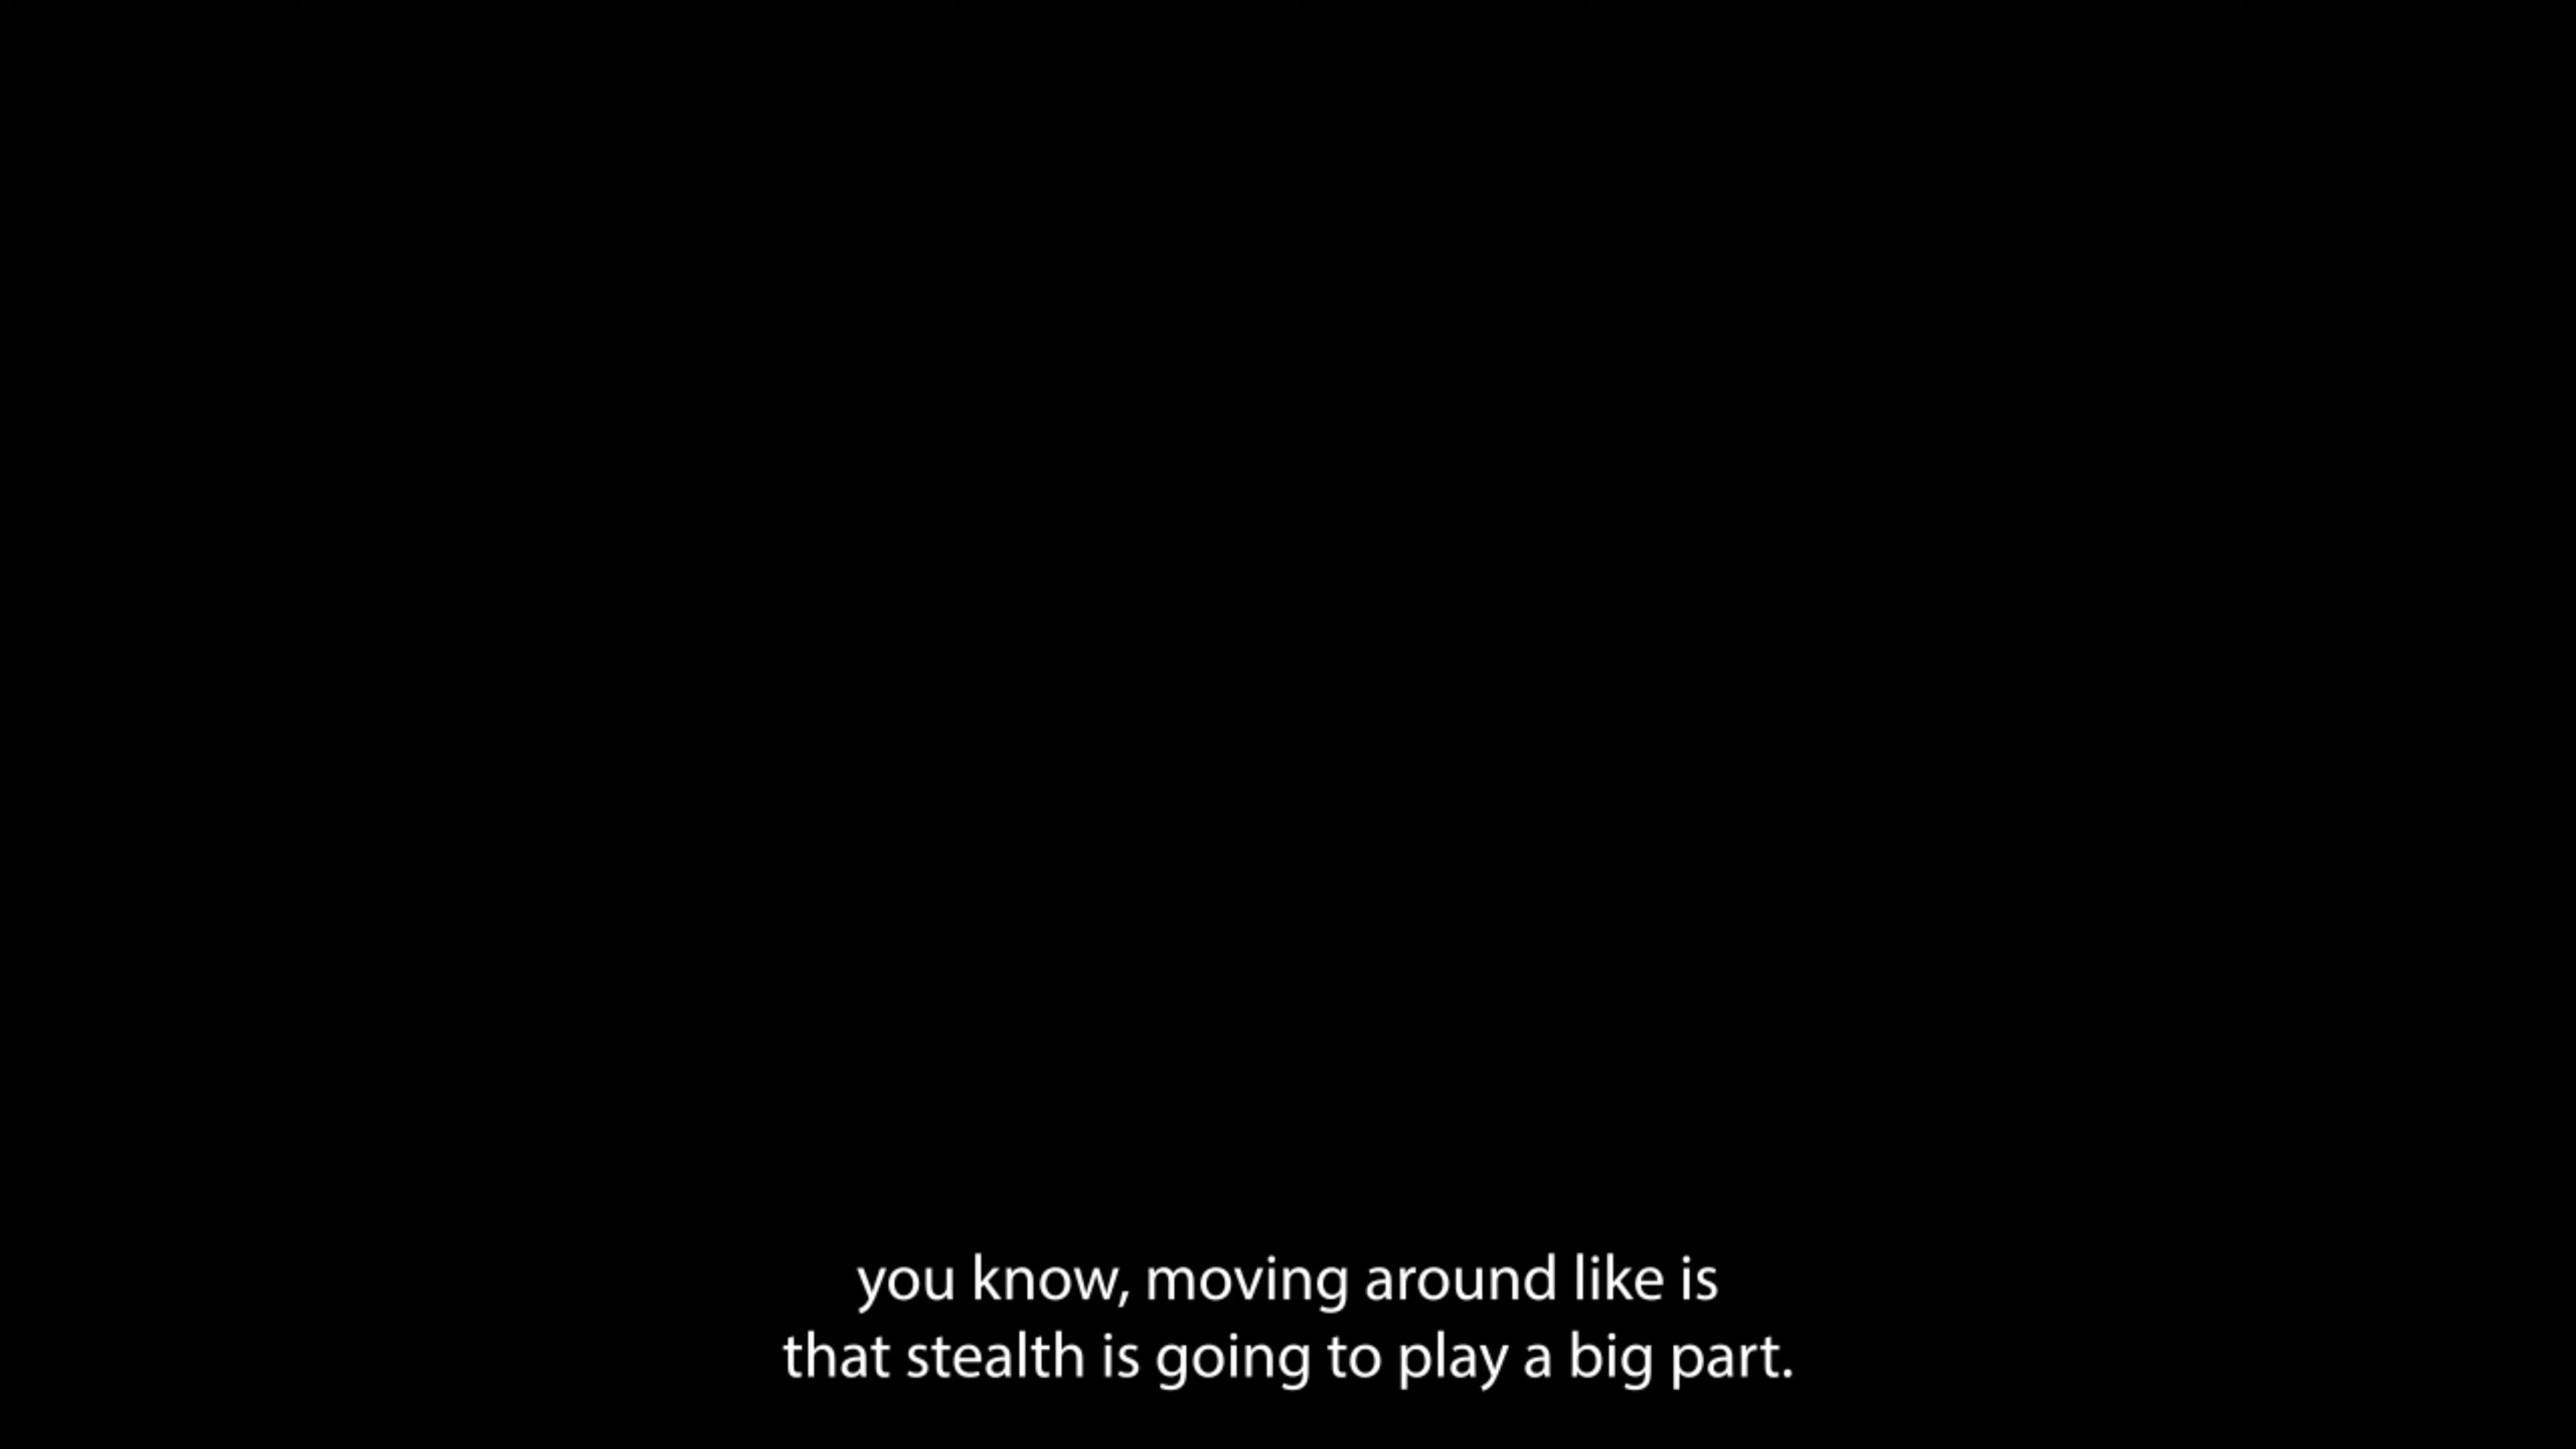 you know, moving around like is
that stealth is going to play a big part.